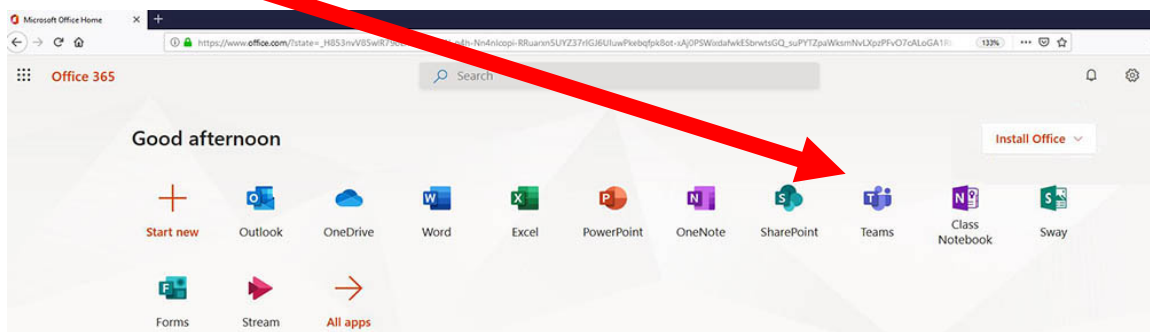 Microsoft Office Home
133%
Office 365
Search
Good afternoon
Install Office
Start new Outlook OneDrive Word Excel PowerPoint OneNote SharePoint Teams Class Notebook Sway
Forms Stream All apps